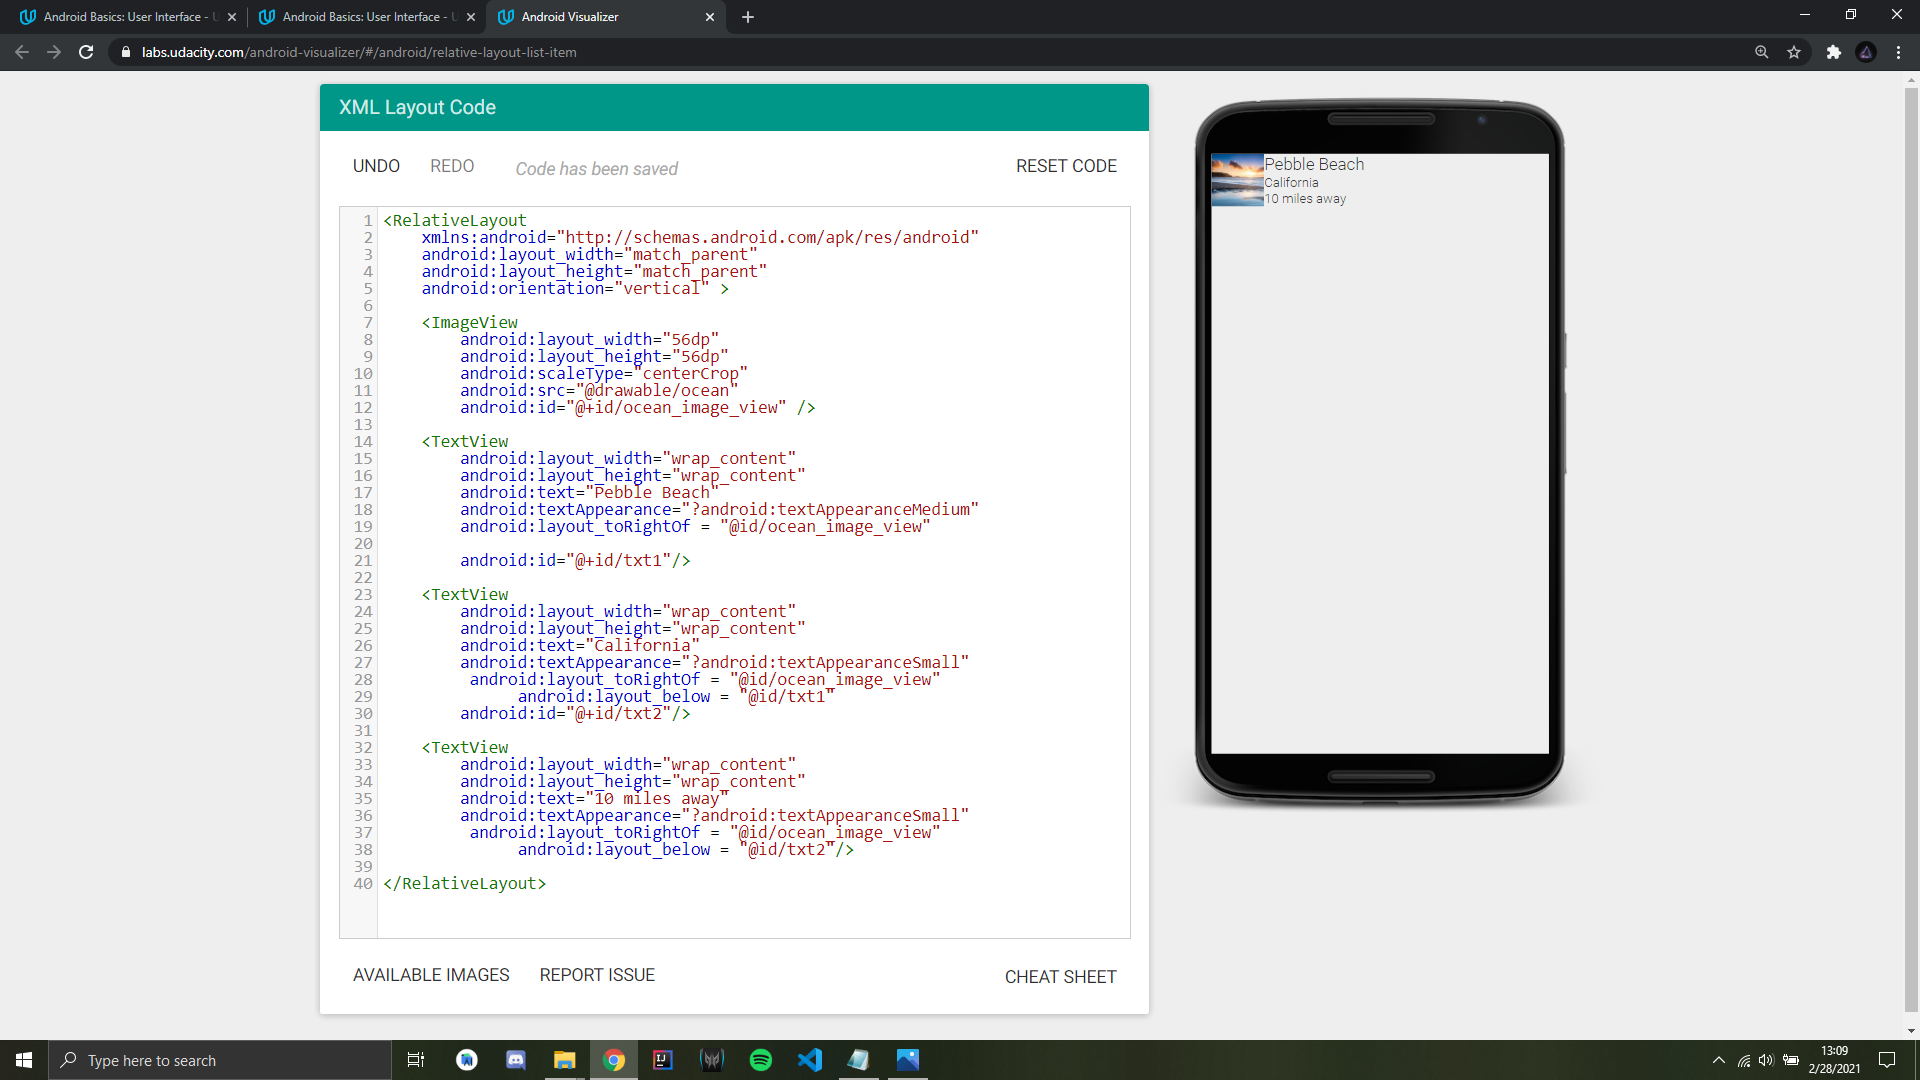 Android Basics: User Interface - U
Android Basics: User Interface - U
Android Visualizer
labs.udacity.com/android-visualizer/#/android/relative-layout-list-item
XML Layout Code
UNDO
REDO
Code has been saved
RESET CODE
1 <RelativeLayout
2 xmlns:android="http://schemas.android.com/apk/res/android"
3 android:layout_width="match_parent"
4 android:layout_height="match_parent"
5 android:orientation="vertical" >
6
7 <ImageView
8 android:layout_width="56dp"
9 android:layout_height="56dp"
10 android:scaleType="centerCrop"
11 android:src="@drawable/ocean"
12 android:id="@+id/ocean_image_view" />
13
14 <TextView
15 android:layout_width="wrap_content"
16 android:layout_height="wrap_content"
17 android:text="Pebble Beach"
18 android:textAppearance="?android:textAppearanceMedium"
19 android:layout_toRightOf = "@id/ocean_image_view"
20
21 android:id="@+id/txt1"/>
22
23 <TextView
24 android:layout_width="wrap_content"
25 android:layout_height="wrap_content"
26 android:text="California"
27 android:textAppearance="?android:textAppearanceSmall"
28 android:layout_toRightOf = "@id/ocean_image_view"
29 android:layout_below = "@id/txt1"
30 android:id="@+id/txt2"/>
31
32 <TextView
33 android:layout_width="wrap_content"
34 android:layout_height="wrap_content"
35 android:text="10 miles away"
36 android:textAppearance="?android:textAppearanceSmall"
37 android:layout_toRightOf = "@id/ocean_image_view"
38 android:layout_below = "@id/txt2"/>
39
40 </RelativeLayout>
AVAILABLE IMAGES
REPORT ISSUE
CHEAT SHEET
Pebble Beach
California
10 miles away
Type here to search
13:09
2/28/2021